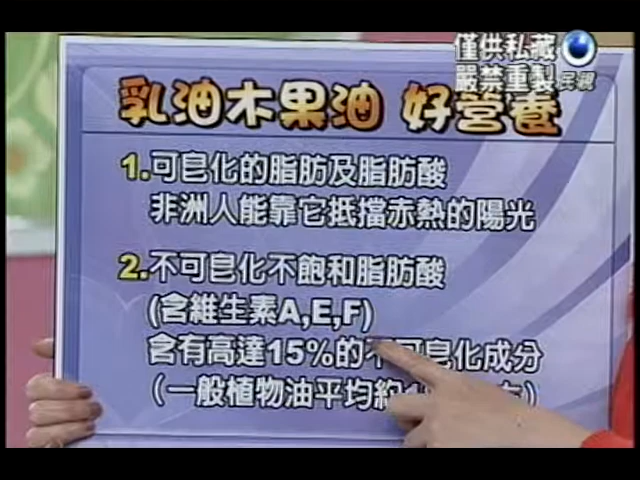 僅供私藏
嚴禁重製民視
乳油木果油 好營養
1.可皂化的脂肪及脂肪酸
非洲人能靠它抵擋赤熱的陽光
2.不可皂化不飽和脂肪酸
(含維生素A,E,F)
含有高達15%的不可皂化成分
(一般植物油平均約1